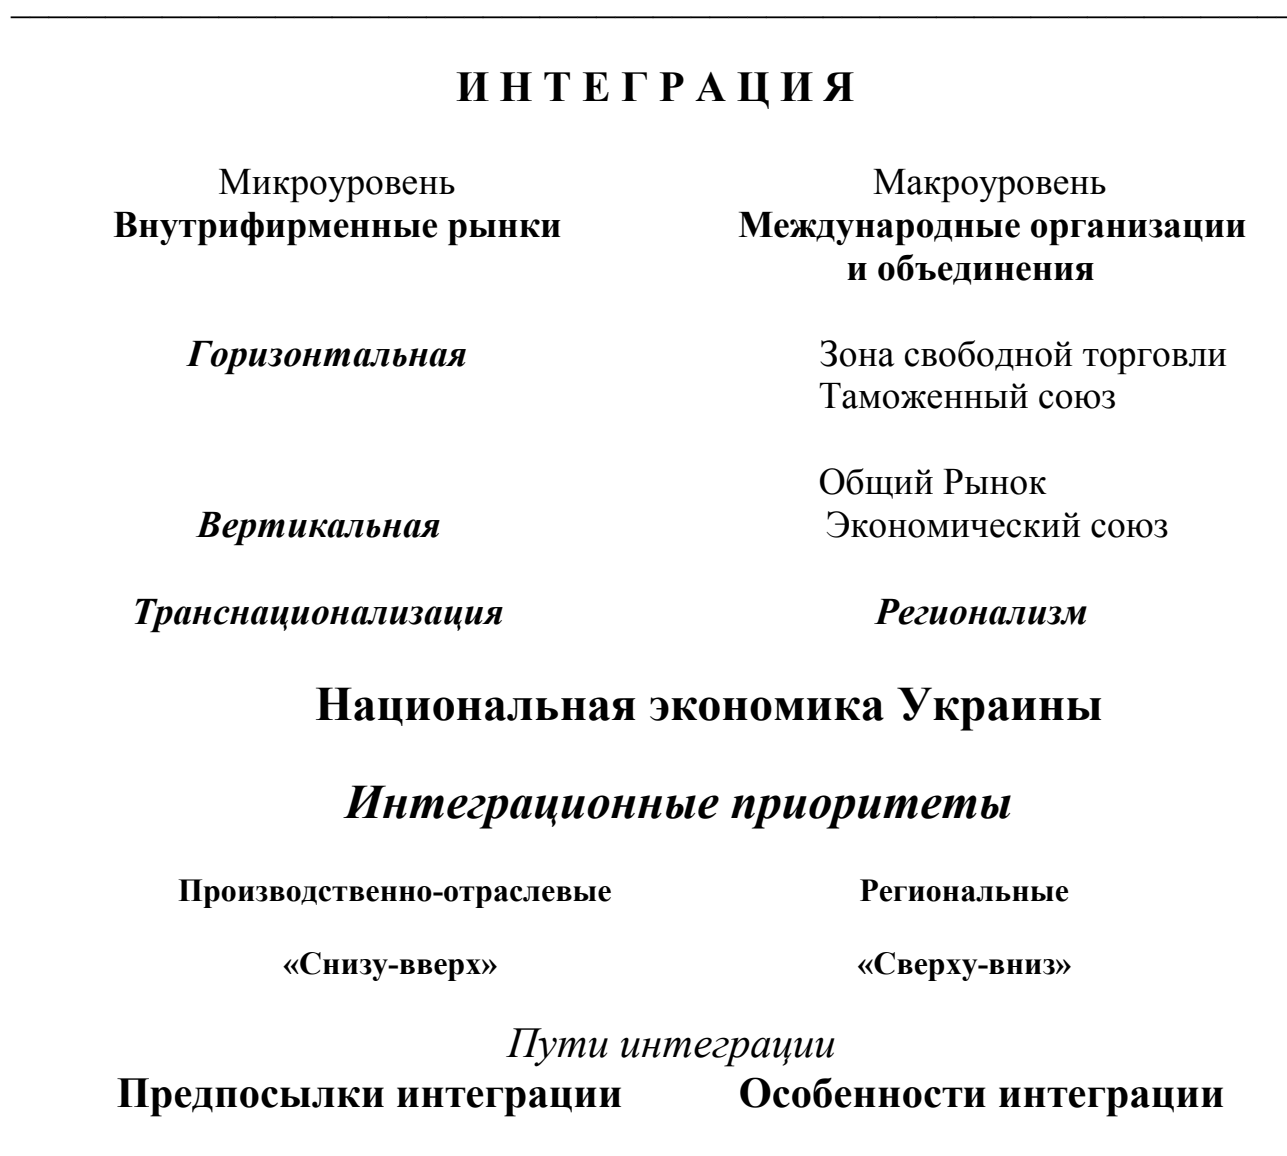 И Н Т Е Г Р А Ц И Я
Микроуровень Макроуровень
Внутрифирменные рынки Международные организации
и объединения
Горизонтальная Зона свободной торговли
Таможенный союз
Общий Рынок
Вертикальная Экономический союз
Транснационализация Регионализм
Национальная экономика Украины
Интеграционные приоритеты
Производственно-отраслевые Региональные
«Снизу-вверх» «Сверху-вниз»
Пути интеграции
Предпосылки интеграции Особенности интеграции